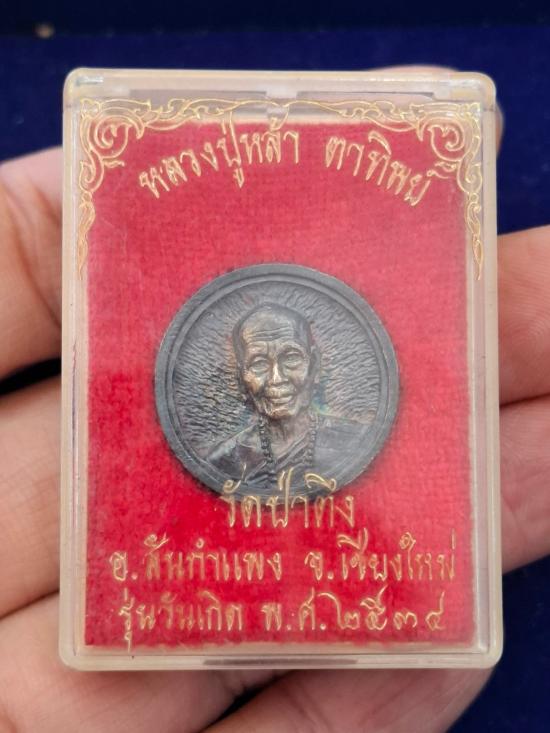 หลวงปู่หล้า ตาทิพย์
วัดป่าตึง
อ.สันกำแพง จ.เชียงใหม่
รุ่นวันเกิด พ.ศ.๒๕๓๔